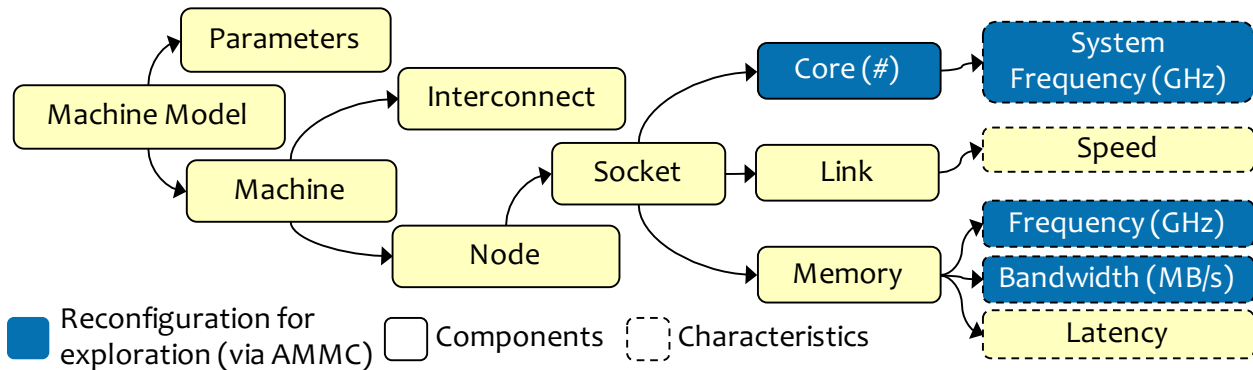 Parameters
Machine Model
Machine
Interconnect
Node
Socket
Core (#)
Link
Memory
System
Frequency (GHz)
Speed
Frequency (GHz)
Bandwidth (MB/s)
Latency
Reconfiguration for
exploration (via AMMC)
Components
Characteristics